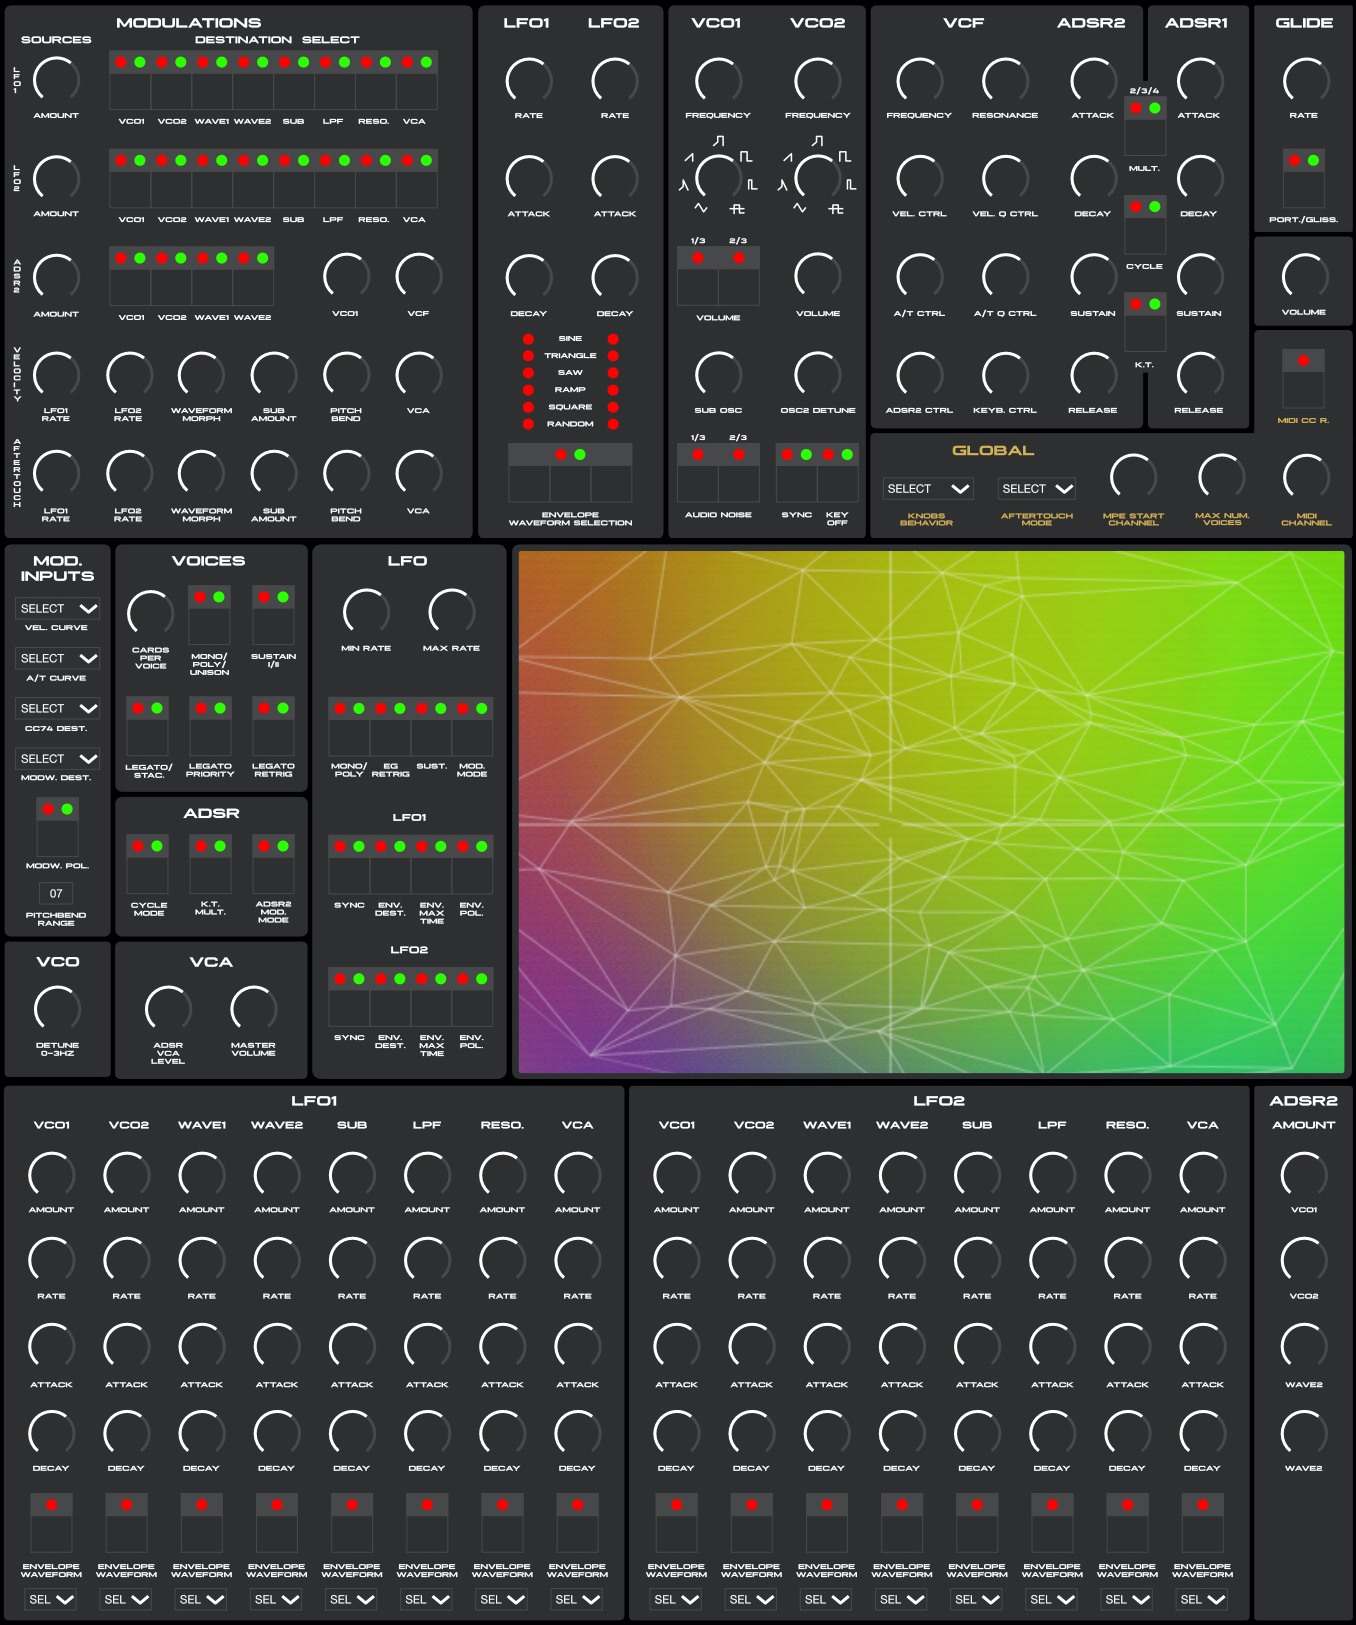 MODULATIONS
SOURCES DESTINATION SELECT
LFO1
AMOUNT VCO1 VCO2 WAVE1 WAVE2 SUB LPF RESO. VCA
LFO2
AMOUNT VCO1 VCO2 WAVE1 WAVE2 SUB LPF RESO. VCA
ADSR2
AMOUNT VCO1 VCO2 WAVE1 WAVE2 VCO1 VCF
VELOCITY
LFO1 RATE LFO2 RATE WAVEFORM MORPH SUB AMOUNT PITCH BEND VCA
AFTERTOUCH
LFO1 RATE LFO2 RATE WAVEFORM MORPH SUB AMOUNT PITCH BEND VCA
LFO1 LFO2
RATE RATE
ATTACK ATTACK
DECAY DECAY
SINE
TRIANGLE
SAW
RAMP
SQUARE
RANDOM
ENVELOPE
WAVEFORM SELECTION
VCO1 VCO2
FREQUENCY FREQUENCY
1/3 2/3
VOLUME VOLUME
SUB OSC OSC2 DETUNE
1/3 2/3
AUDIO NOISE SYNC KEY OFF
VCF ADSR2
FREQUENCY RESONANCE ATTACK
VEL. CTRL VEL. Q CTRL DECAY
A/T CTRL A/T Q CTRL SUSTAIN
ADSR2 CTRL KEYB. CTRL RELEASE
2/3/4
MULT.
CYCLE
K.T.
ADSR1
ATTACK
DECAY
SUSTAIN
RELEASE
GLIDE
RATE
PORT./GLISS.
VOLUME
MIDI CC R.
GLOBAL
SELECT SELECT
KNOBS BEHAVIOR AFTERTOUCH MODE MPE START CHANNEL MAX NUM. VOICES MIDI CHANNEL
MOD.
INPUTS
SELECT
VEL. CURVE
SELECT
A/T CURVE
SELECT
CC74 DEST.
SELECT
MODW. DEST.
MODW. POL.
07
PITCHBEND
RANGE
VOICES
CARDS PER VOICE MONO/ POLY/ UNISON SUSTAIN I/II
LEGATO/ STAC. LEGATO PRIORITY LEGATO RETRIG
ADSR
CYCLE MODE K.T. MULT. ADSR2 MOD. MODE
VCO
DETUNE
0-3HZ
VCA
ADSR VCA LEVEL MASTER VOLUME
LFO
MIN RATE MAX RATE
MONO/ POLY EG RETRIG SUST. MOD. MODE
LFO1
SYNC ENV. DEST. ENV. MAX TIME ENV. POL.
LFO2
SYNC ENV. DEST. ENV. MAX TIME ENV. POL.
LFO1
VCO1 VCO2 WAVE1 WAVE2 SUB LPF RESO. VCA
AMOUNT AMOUNT AMOUNT AMOUNT AMOUNT AMOUNT AMOUNT AMOUNT
RATE RATE RATE RATE RATE RATE RATE RATE
ATTACK ATTACK ATTACK ATTACK ATTACK ATTACK ATTACK ATTACK
DECAY DECAY DECAY DECAY DECAY DECAY DECAY DECAY
ENVELOPE ENVELOPE ENVELOPE ENVELOPE ENVELOPE ENVELOPE ENVELOPE ENVELOPE
WAVEFORM WAVEFORM WAVEFORM WAVEFORM WAVEFORM WAVEFORM WAVEFORM WAVEFORM
SEL SEL SEL SEL SEL SEL SEL SEL
LFO2
VCO1 VCO2 WAVE1 WAVE2 SUB LPF RESO. VCA
AMOUNT AMOUNT AMOUNT AMOUNT AMOUNT AMOUNT AMOUNT AMOUNT
RATE RATE RATE RATE RATE RATE RATE RATE
ATTACK ATTACK ATTACK ATTACK ATTACK ATTACK ATTACK ATTACK
DECAY DECAY DECAY DECAY DECAY DECAY DECAY DECAY
ENVELOPE ENVELOPE ENVELOPE ENVELOPE ENVELOPE ENVELOPE ENVELOPE ENVELOPE
WAVEFORM WAVEFORM WAVEFORM WAVEFORM WAVEFORM WAVEFORM WAVEFORM WAVEFORM
SEL SEL SEL SEL SEL SEL SEL SEL
ADSR2
AMOUNT
VCO1
VCO2
WAVE2
WAVE2